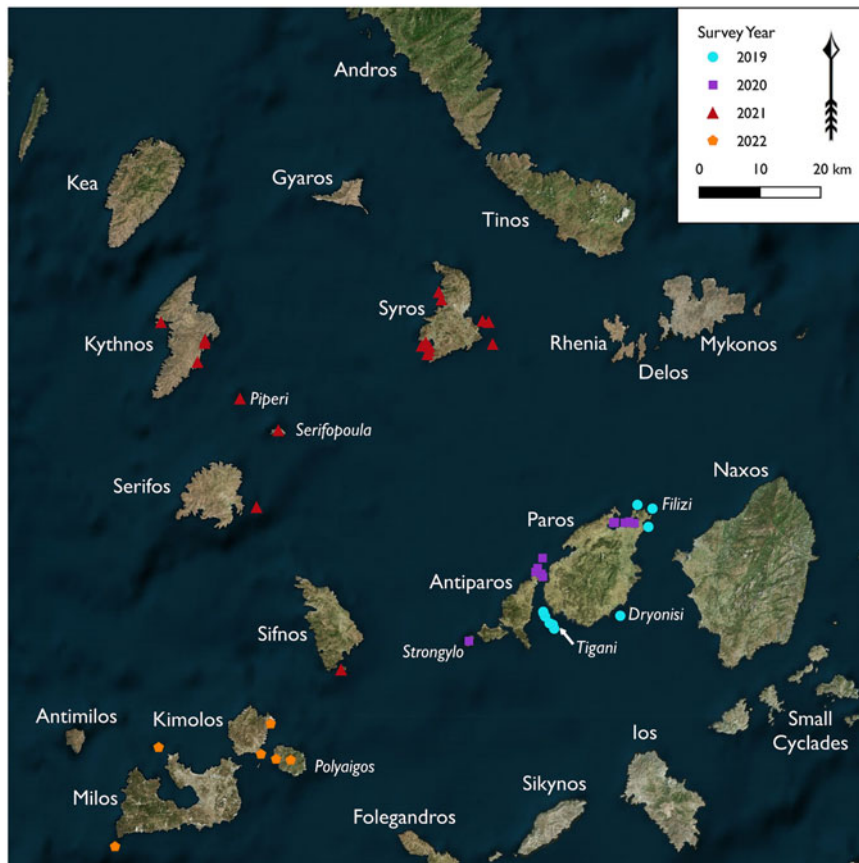 Survey Year
2019
2020
2021
2022
0 10 20 km
Andros
Kea
Gyaros
Tinos
Syros
Kythnos
Rhenia
Mykonos
Delos
Piperi
Serifopoula
Serifos
Naxos
Filizi
Paros
Antiparos
Dryonisi
Sifnos
Strongylo
Tigani
Antimilos
Kimolos
Small
Cyclades
Ios
Polyaigos
Milos
Sikynos
Folegandros